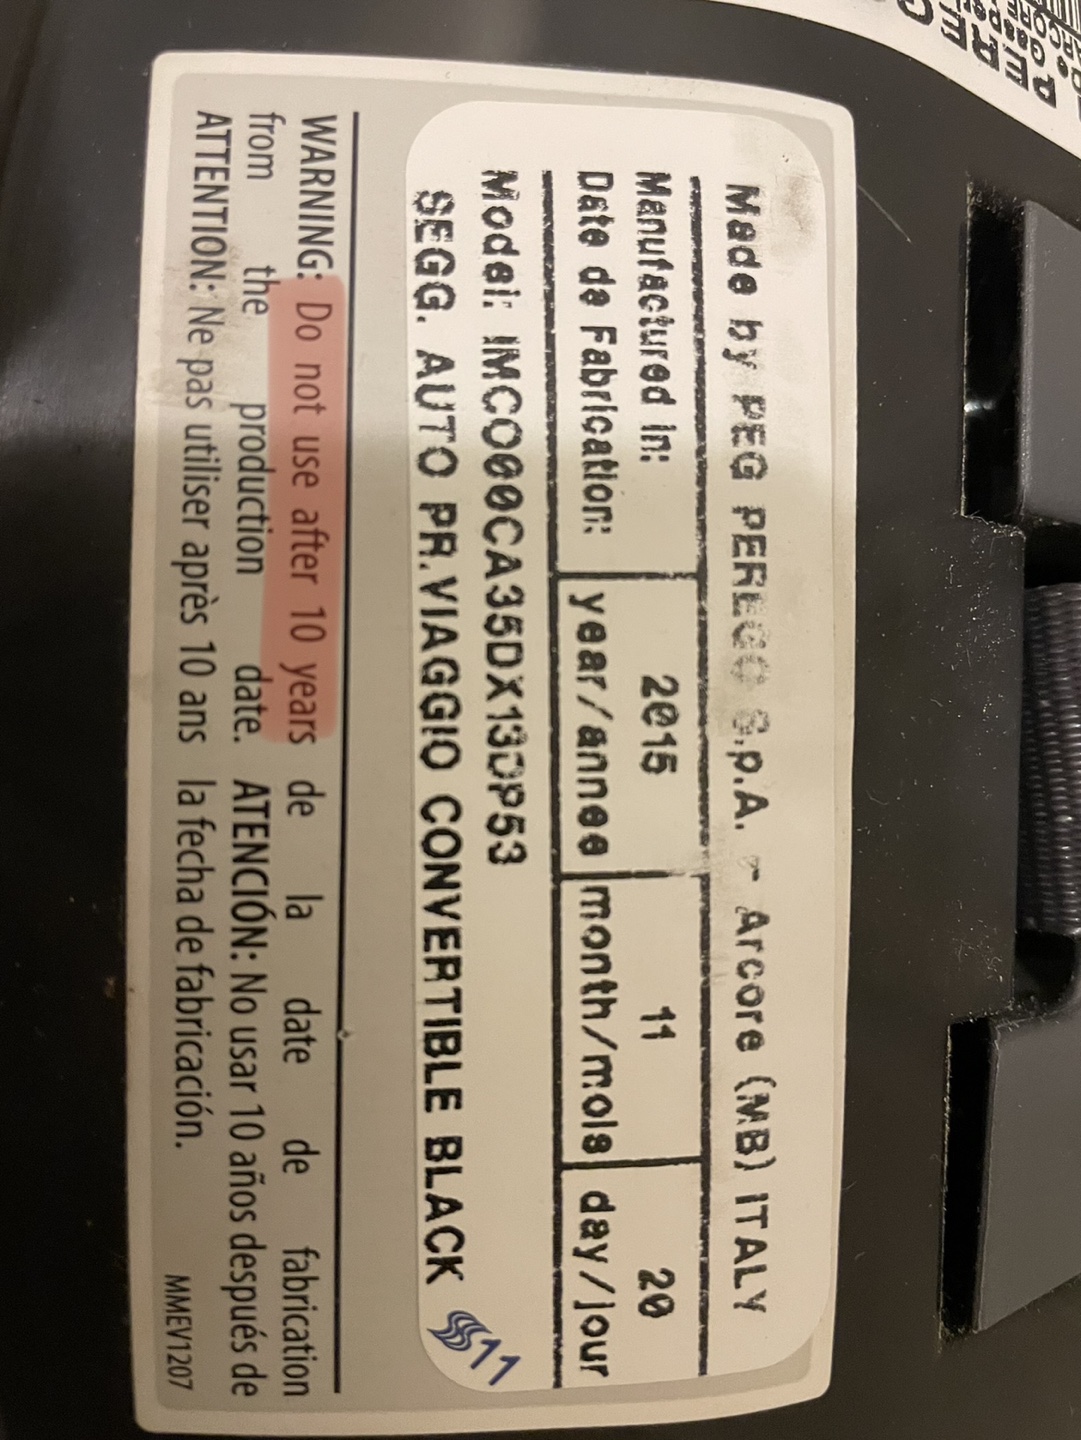 PEREGO
Made by PEG PEREGO S.p.A. - Arcore (MB) ITALY
Manufactured in: 2015 11 20
Date de Fabrication: year/annee month/mois day/jour
Model: IMCO00CA35DX13DP53
SEGG. AUTO PR.VIAGGIO CONVERTIBLE BLACK
11
WARNING: Do not use after 10 years
from the production date.
ATTENTION: Ne pas utiliser après 10 ans
de la date de fabrication
ATENCIÓN: No usar 10 años después de
la fecha de fabricación.
MMEV1207